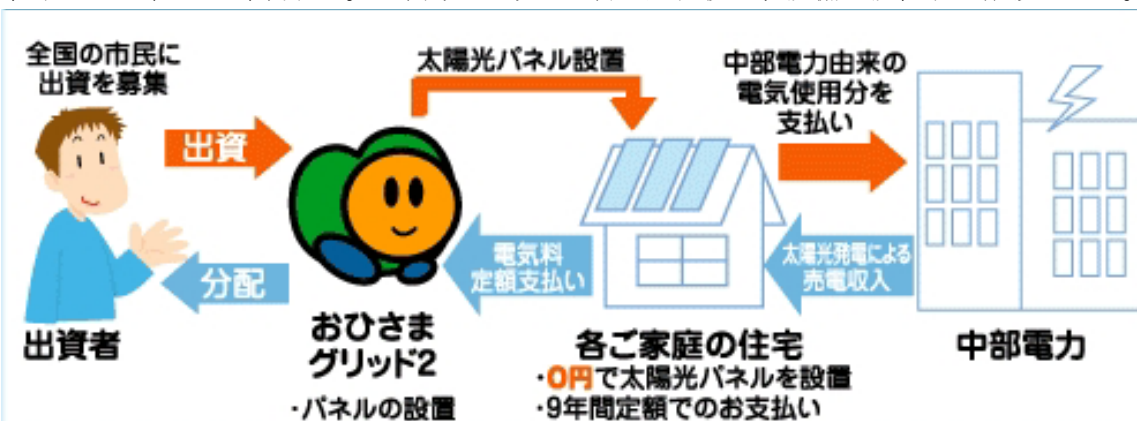 全国の市民に
出資を募集
出資
分配
出資者
太陽光パネル設置
おひさま
グリッド2
・パネルの設置
電気料
定額支払い
各ご家庭の住宅
・0円で太陽光パネルを設置
・9年間定額でのお支払い
中部電力由来の
電気使用分を
支払い
太陽光発電による
売電収入
中部電力